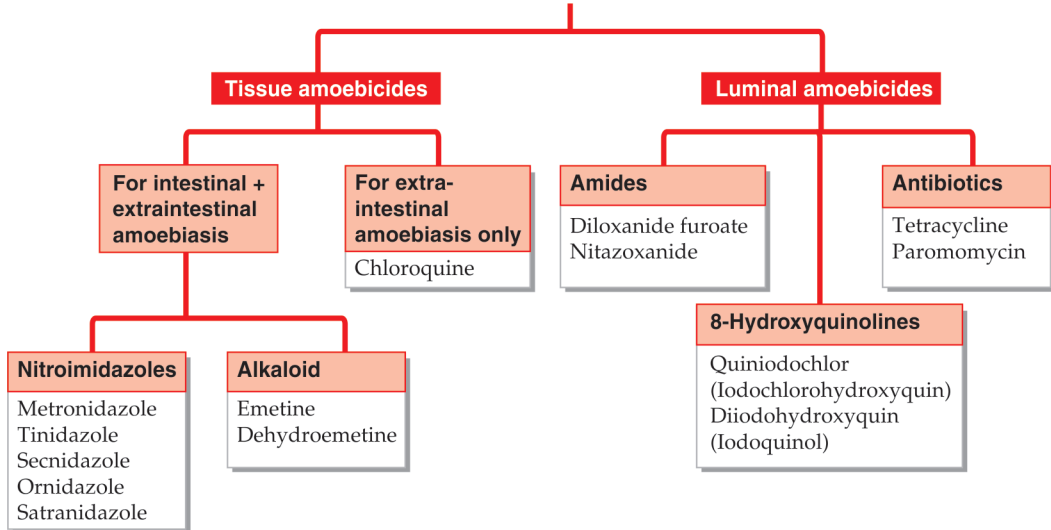 Tissue amoebicides
Luminal amoebicides
For intestinal +
extraintestinal
amoebiasis
For extra-
intestinal
amoebiasis only
Chloroquine
Amides
Diloxanide furoate
Nitazoxanide
Antibiotics
Tetracycline
Paromomycin
8-Hydroxyquinolines
Quiniodochlor
(Iodochlorohydroxyquin)
Diiodohydroxyquin
(Iodoquinol)
Nitroimidazoles
Metronidazole
Tinidazole
Secnidazole
Ornidazole
Satranidazole
Alkaloid
Emetine
Dehydroemetine